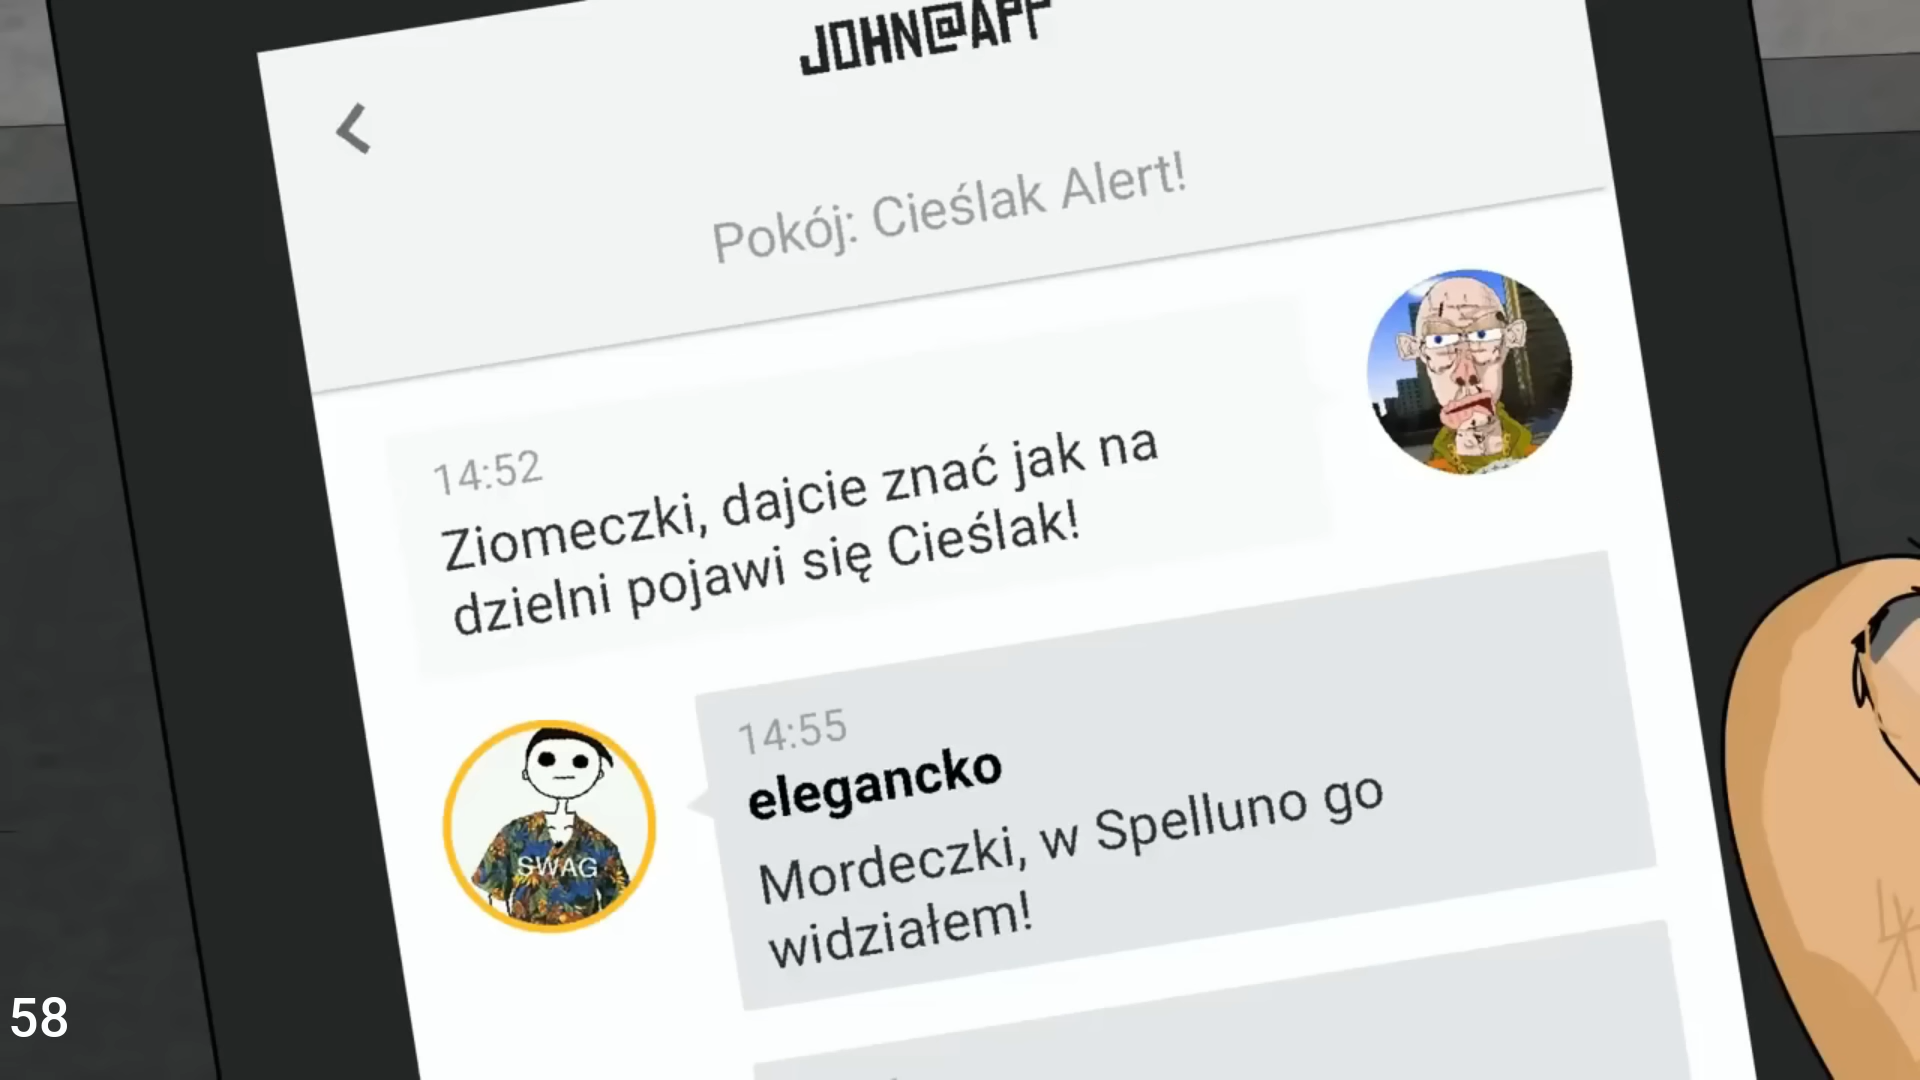 JOHN@APP
Pokój: Cieślak Alert!
14:52
Ziomeczki, dajcie znać jak na
dzielni pojawi się Cieślak!
14:55
elegancko
Mordeczki, w Spelluno go
widziałem!
SWAG
58